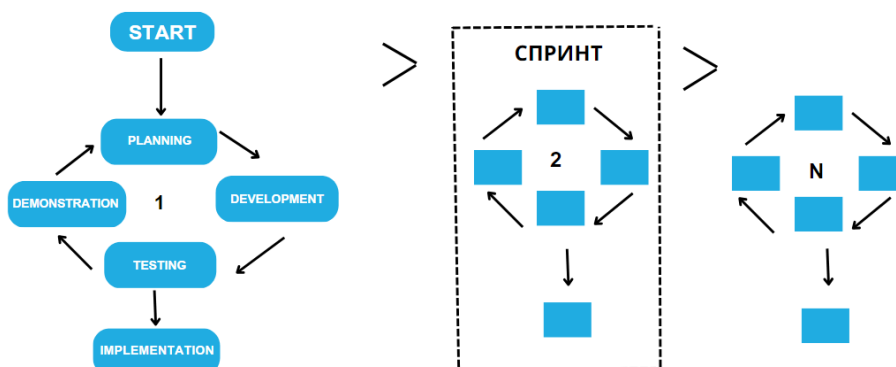 START
PLANNING
DEMONSTRATION
1
DEVELOPMENT
TESTING
IMPLEMENTATION
>
СПРИНТ
2
>
N